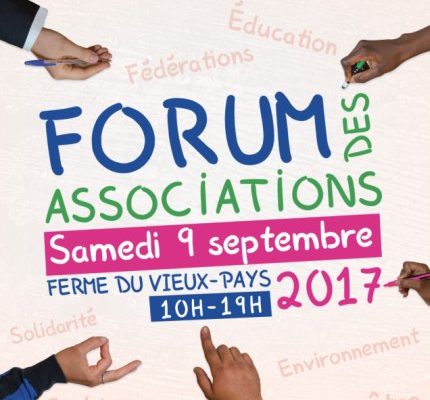 Éducation
Fédérations
FORUM DES
ASSOCIATIONS
Samedi 9 septembre
FERME DU VIEUX-PAYS
2017
10H-19H
Solidarité
Environnement